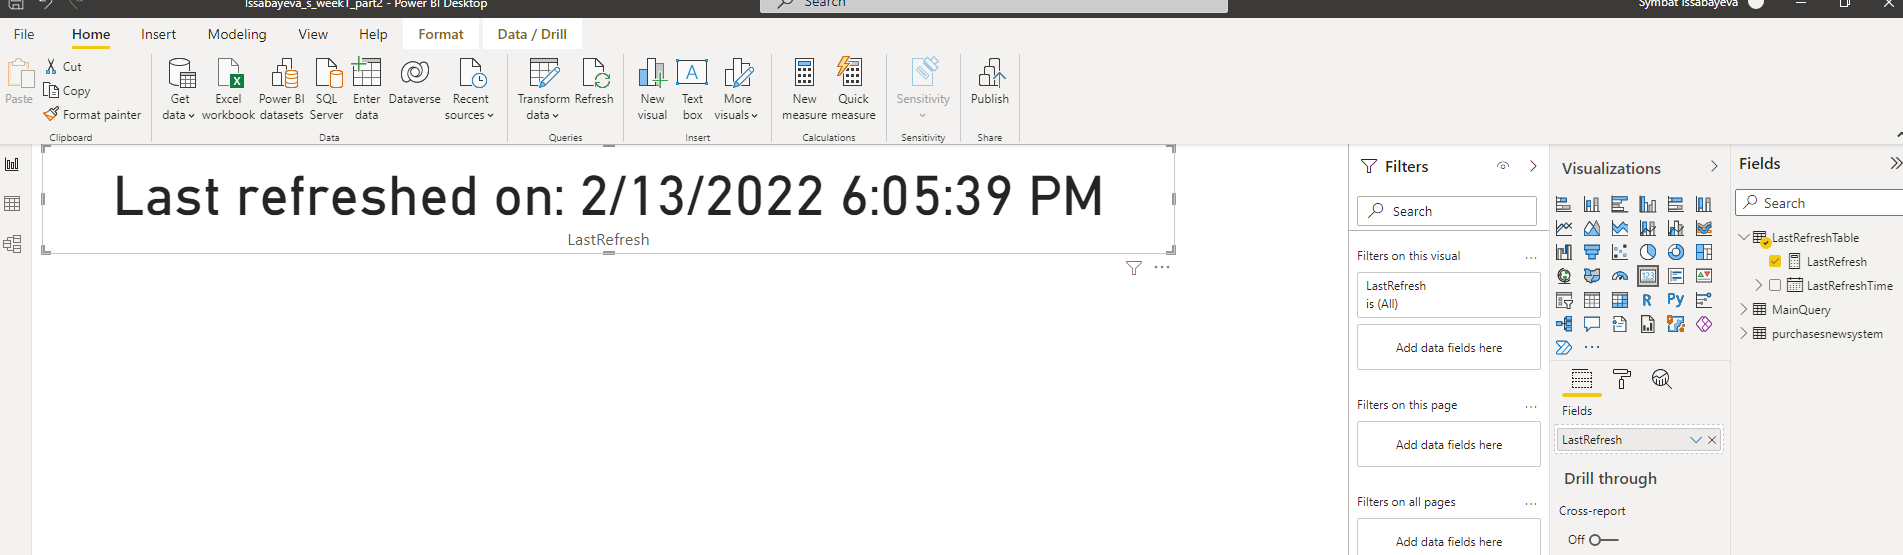 Issabayeva_s_week1_part2 - Power BI Desktop
Search
Symbat Issabayeva
File Home Insert Modeling View Help Format Data / Drill
Paste
Cut
Copy
Format painter
Clipboard
Get data
Excel workbook
Power BI datasets
SQL Server
Enter data
Dataverse
Recent sources
Data
Transform data
Refresh
Queries
New visual
Text box
More visuals
Insert
New measure
Quick measure
Calculations
Sensitivity
Sensitivity
Publish
Share
Last refreshed on: 2/13/2022 6:05:39 PM
LastRefresh
Filters
Search
Filters on this visual
LastRefresh
is (All)
Add data fields here
Filters on this page
Add data fields here
Filters on all pages
Add data fields here
Visualizations
123
R
Py
Fields
LastRefresh
Drill through
Cross-report
Off
Fields
Search
LastRefreshTable
LastRefresh
LastRefreshTime
MainQuery
purchasesnewsystem